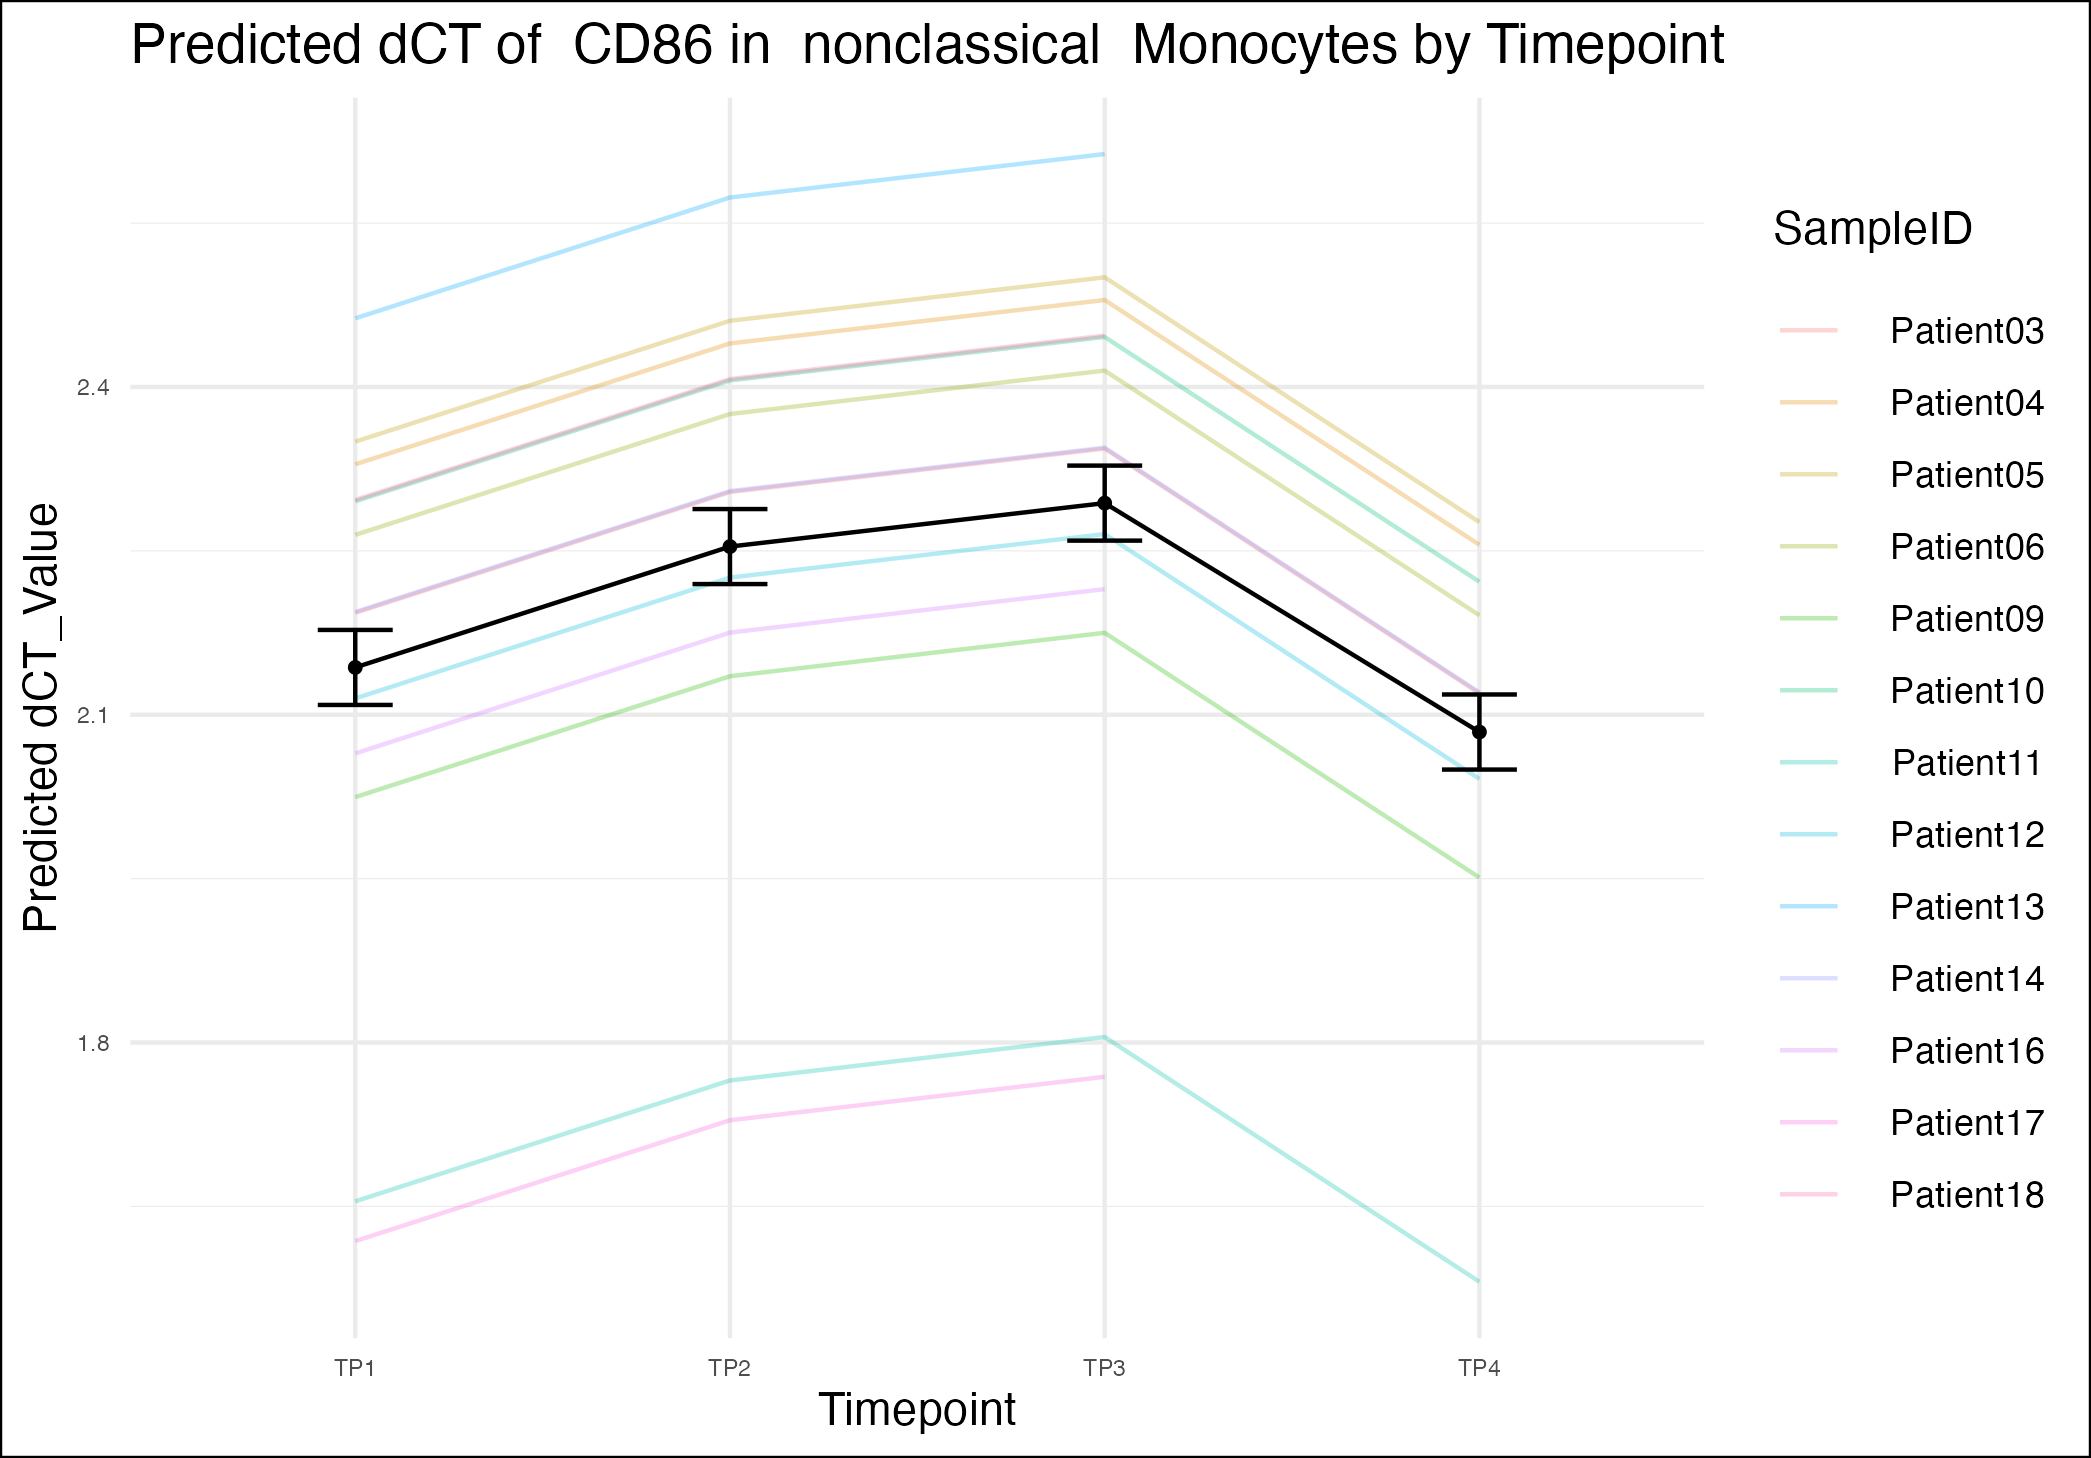 Predicted dCT of  CD86 in  nonclassical  Monocytes by Timepoint
Predicted dCT_Value
2.4
2.1
1.8
TP1
TP2
TP3
TP4
Timepoint
SampleID
Patient03
Patient04
Patient05
Patient06
Patient09
Patient10
Patient11
Patient12
Patient13
Patient14
Patient16
Patient17
Patient18